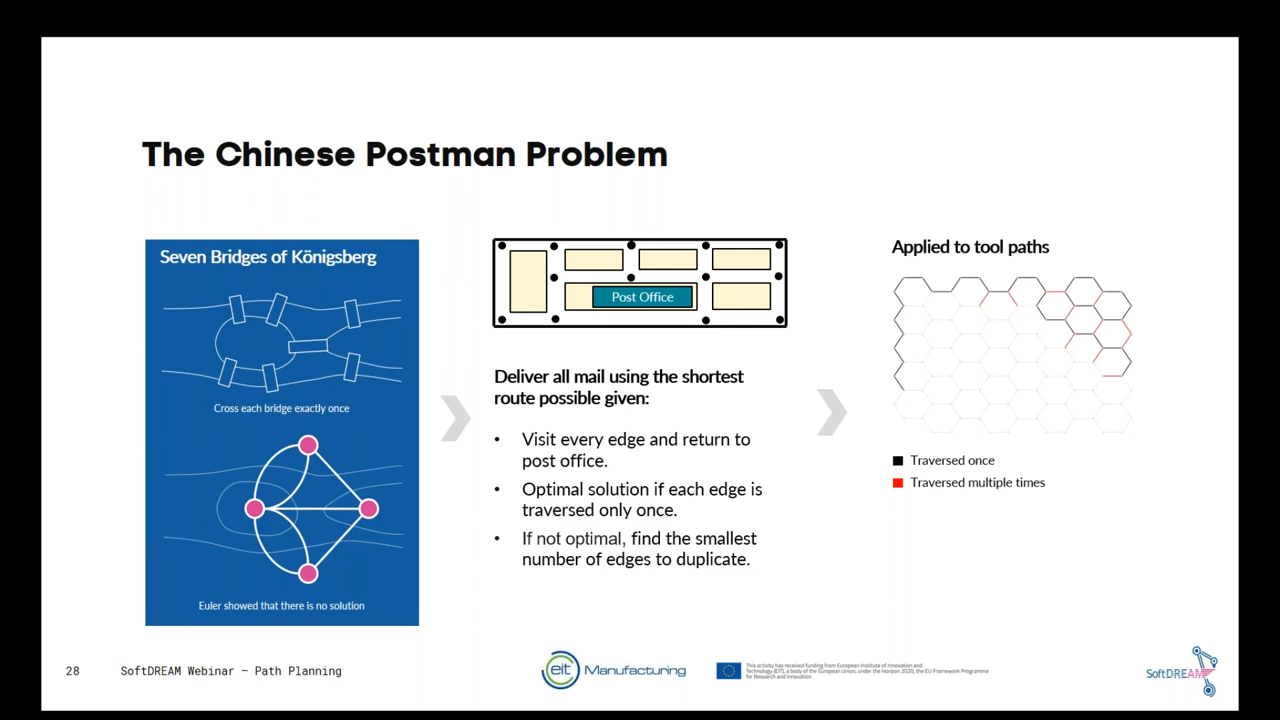 The Chinese Postman Problem
Seven Bridges of Königsberg
Cross each bridge exactly once
Euler showed that there is no solution
Post Office
Deliver all mail using the shortest
route possible given:
• Visit every edge and return to
post office.
• Optimal solution if each edge is
traversed only once.
• If not optimal, find the smallest
number of edges to duplicate.
Applied to tool paths
Traversed once
Traversed multiple times
28
SoftDREAM Webinar – Path Planning
eit Manufacturing
This activity has received funding from European Institute of Innovation and
Technology (EIT), a body of the European Union, under the Horizon 2020, the EU Framework Programme
for Research and Innovation
SoftDREAM